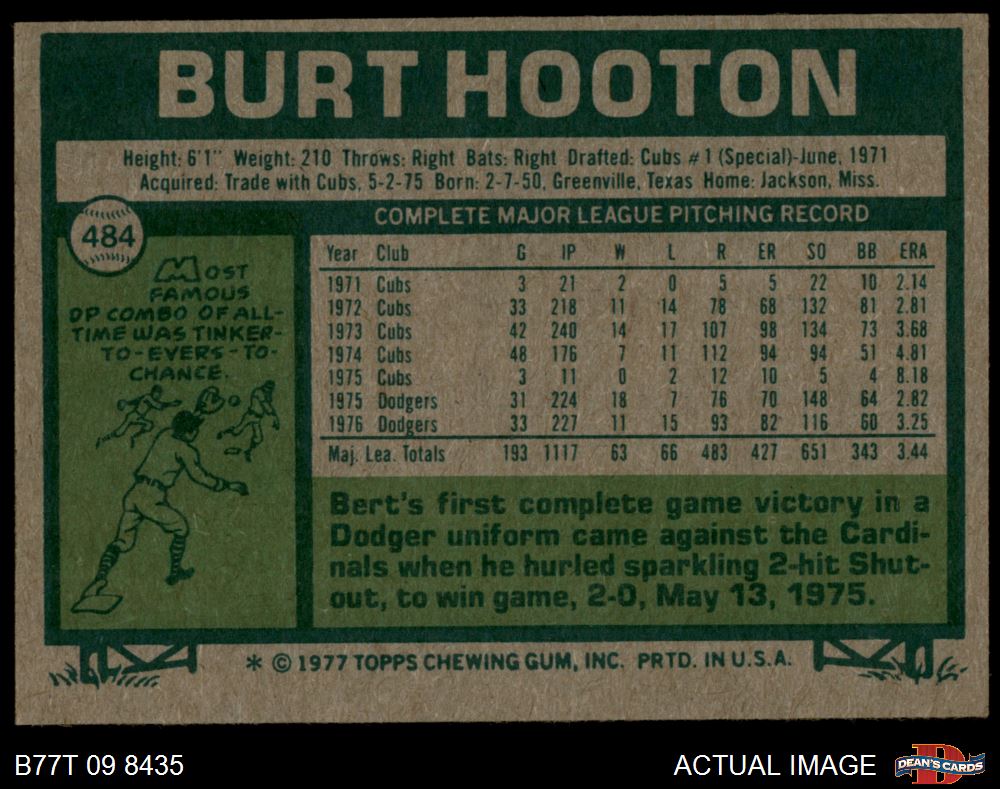 BURT HOOTON
Height: 6'1" Weight: 210 Throws: Right Bats: Right Drafted: Cubs #1 (Special)-June, 1971
Acquired: Trade with Cubs, 5-2-75 Born: 2-7-50, Greenville, Texas Home: Jackson, Miss.
484
MOST
FAMOUS
DP COMBO OF ALL-
TIME WAS TINKER-
TO-EVERS-TO-
CHANCE.
COMPLETE MAJOR LEAGUE PITCHING RECORD
Year Club G IP W L R ER SO BB ERA
1971 Cubs 3 21 2 0 5 5 22 10 2.14
1972 Cubs 33 218 11 14 78 68 132 81 2.81
1973 Cubs 42 240 14 17 107 98 134 73 3.68
1974 Cubs 48 176 7 11 112 94 94 51 4.81
1975 Cubs 3 11 0 2 12 10 5 4 8.18
1975 Dodgers 31 224 18 7 76 70 148 64 2.82
1976 Dodgers 33 227 11 15 93 82 116 60 3.25
Maj. Lea. Totals 193 1117 63 66 483 427 651 343 3.44
Bert's first complete game victory in a
Dodger uniform came against the Cardi-
nals when he hurled sparkling 2-hit Shut-
out, to win game, 2-0, May 13, 1975.
* © 1977 TOPPS CHEWING GUM, INC. PRTD. IN U.S.A.
B77T 09 8435
ACTUAL IMAGE
D
DEAN'S CARDS